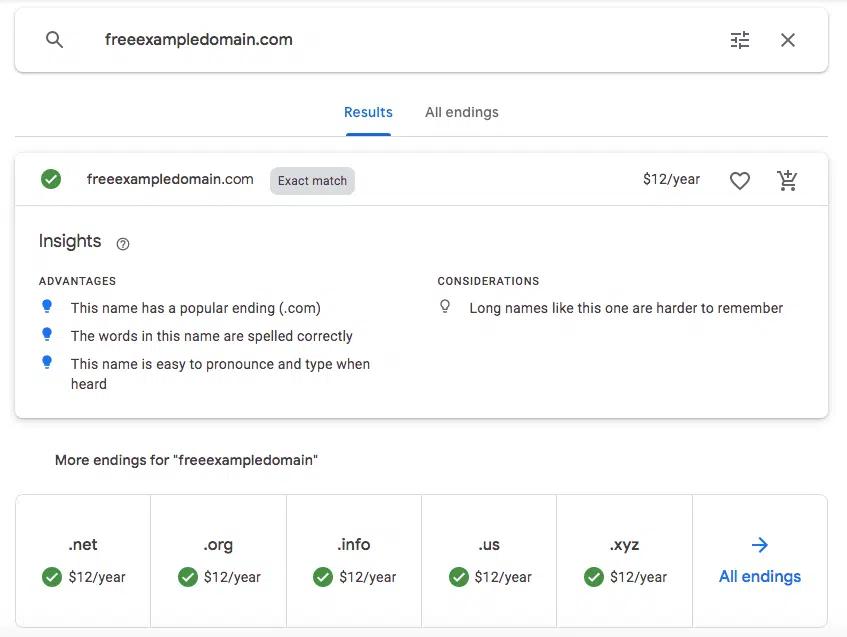 freeexampledomain.com
Results All endings
freeexampledomain.com Exact match $12/year
Insights ?
ADVANTAGES
This name has a popular ending (.com)
The words in this name are spelled correctly
This name is easy to pronounce and type when
heard
CONSIDERATIONS
Long names like this one are harder to remember
More endings for "freeexampledomain"
.net .org .info .us .xyz
$12/year $12/year $12/year $12/year $12/year All endings